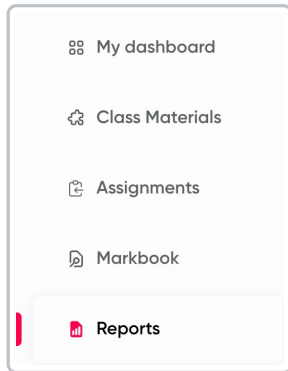 My dashboard
Class Materials
Assignments
Markbook
Reports